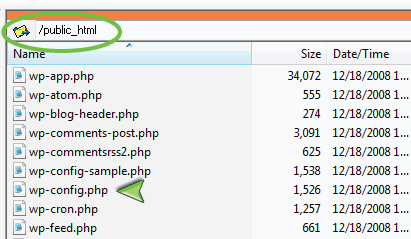 /public_html
Name Size Date/Time
wp-app.php 34,072 12/18/2008 1...
wp-atom.php 555 12/18/2008 1...
wp-blog-header.php 274 12/18/2008 1...
wp-comments-post.php 3,091 12/18/2008 1...
wp-commentsrss2.php 625 12/18/2008 1...
wp-config-sample.php 1,538 12/18/2008 1...
wp-config.php 1,526 12/18/2008 1...
wp-cron.php 1,257 12/18/2008 1...
wp-feed.php 661 12/18/2008 1...